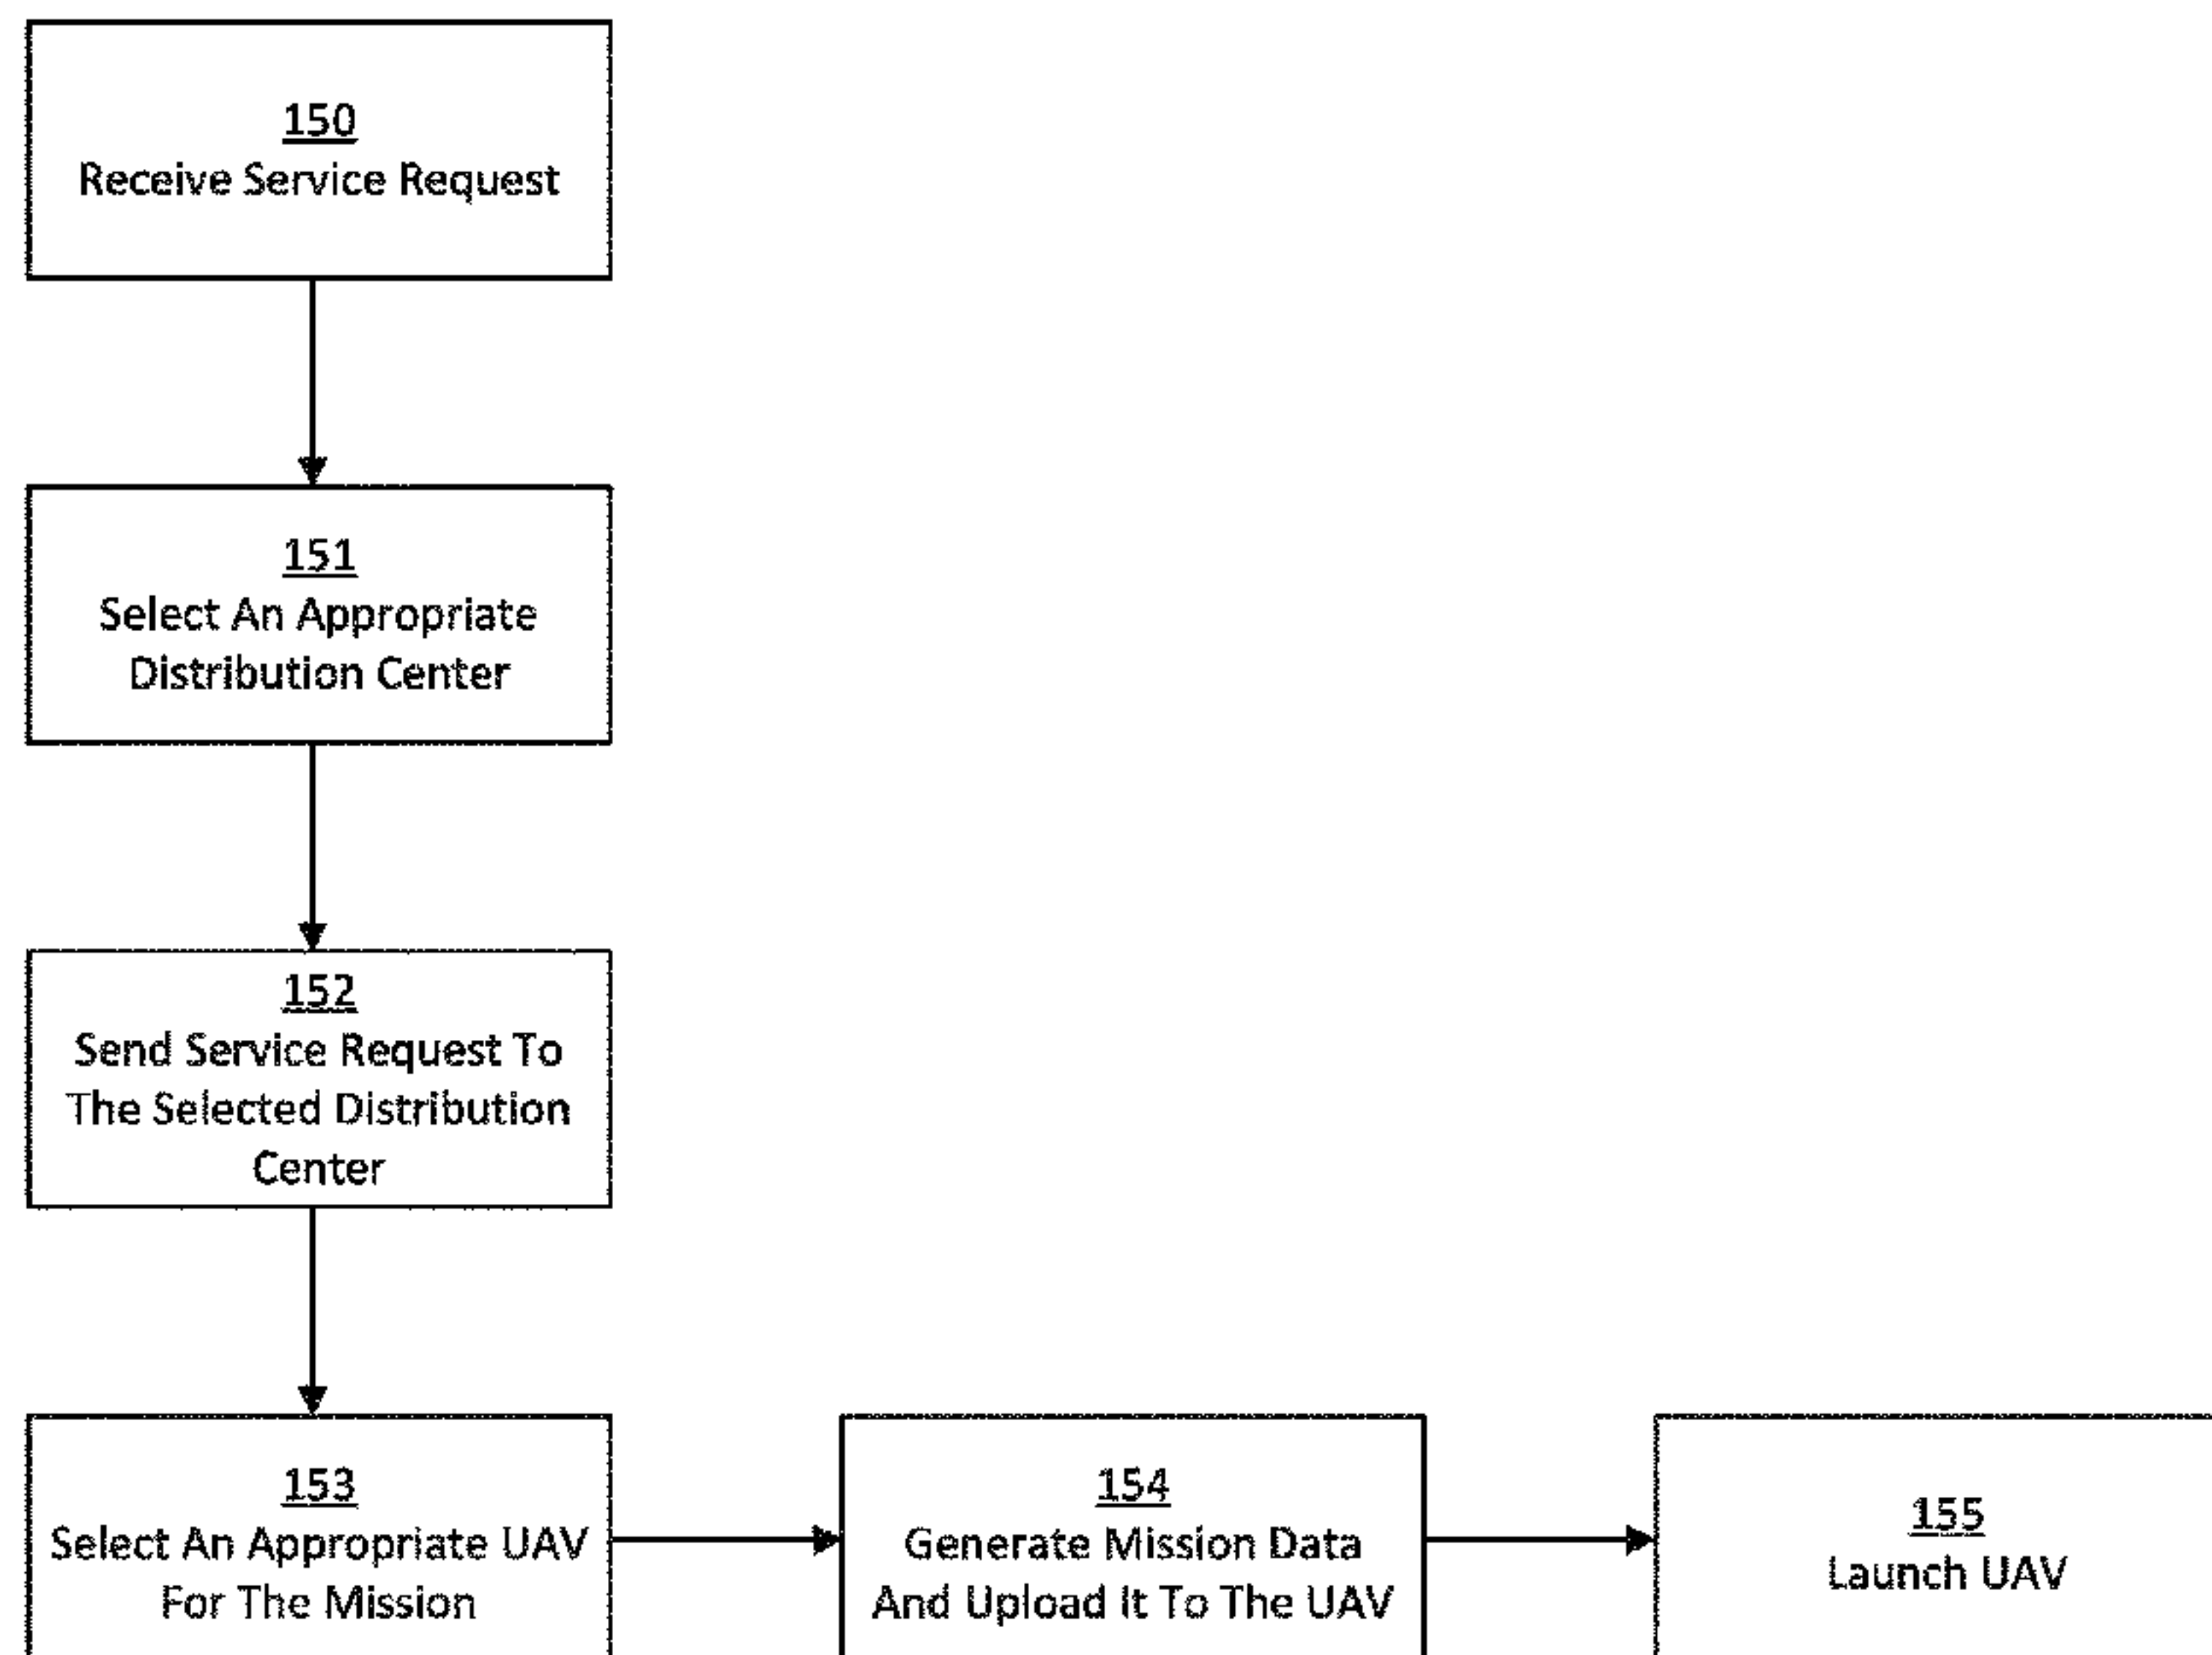 150
Receive Service Request
151
Select An Appropriate
Distribution Center
152
Send Service Request To
The Selected Distribution
Center
153
Select An Appropriate UAV
For The Mission
154
Generate Mission Data
And Upload It To The UAV
155
Launch UAV